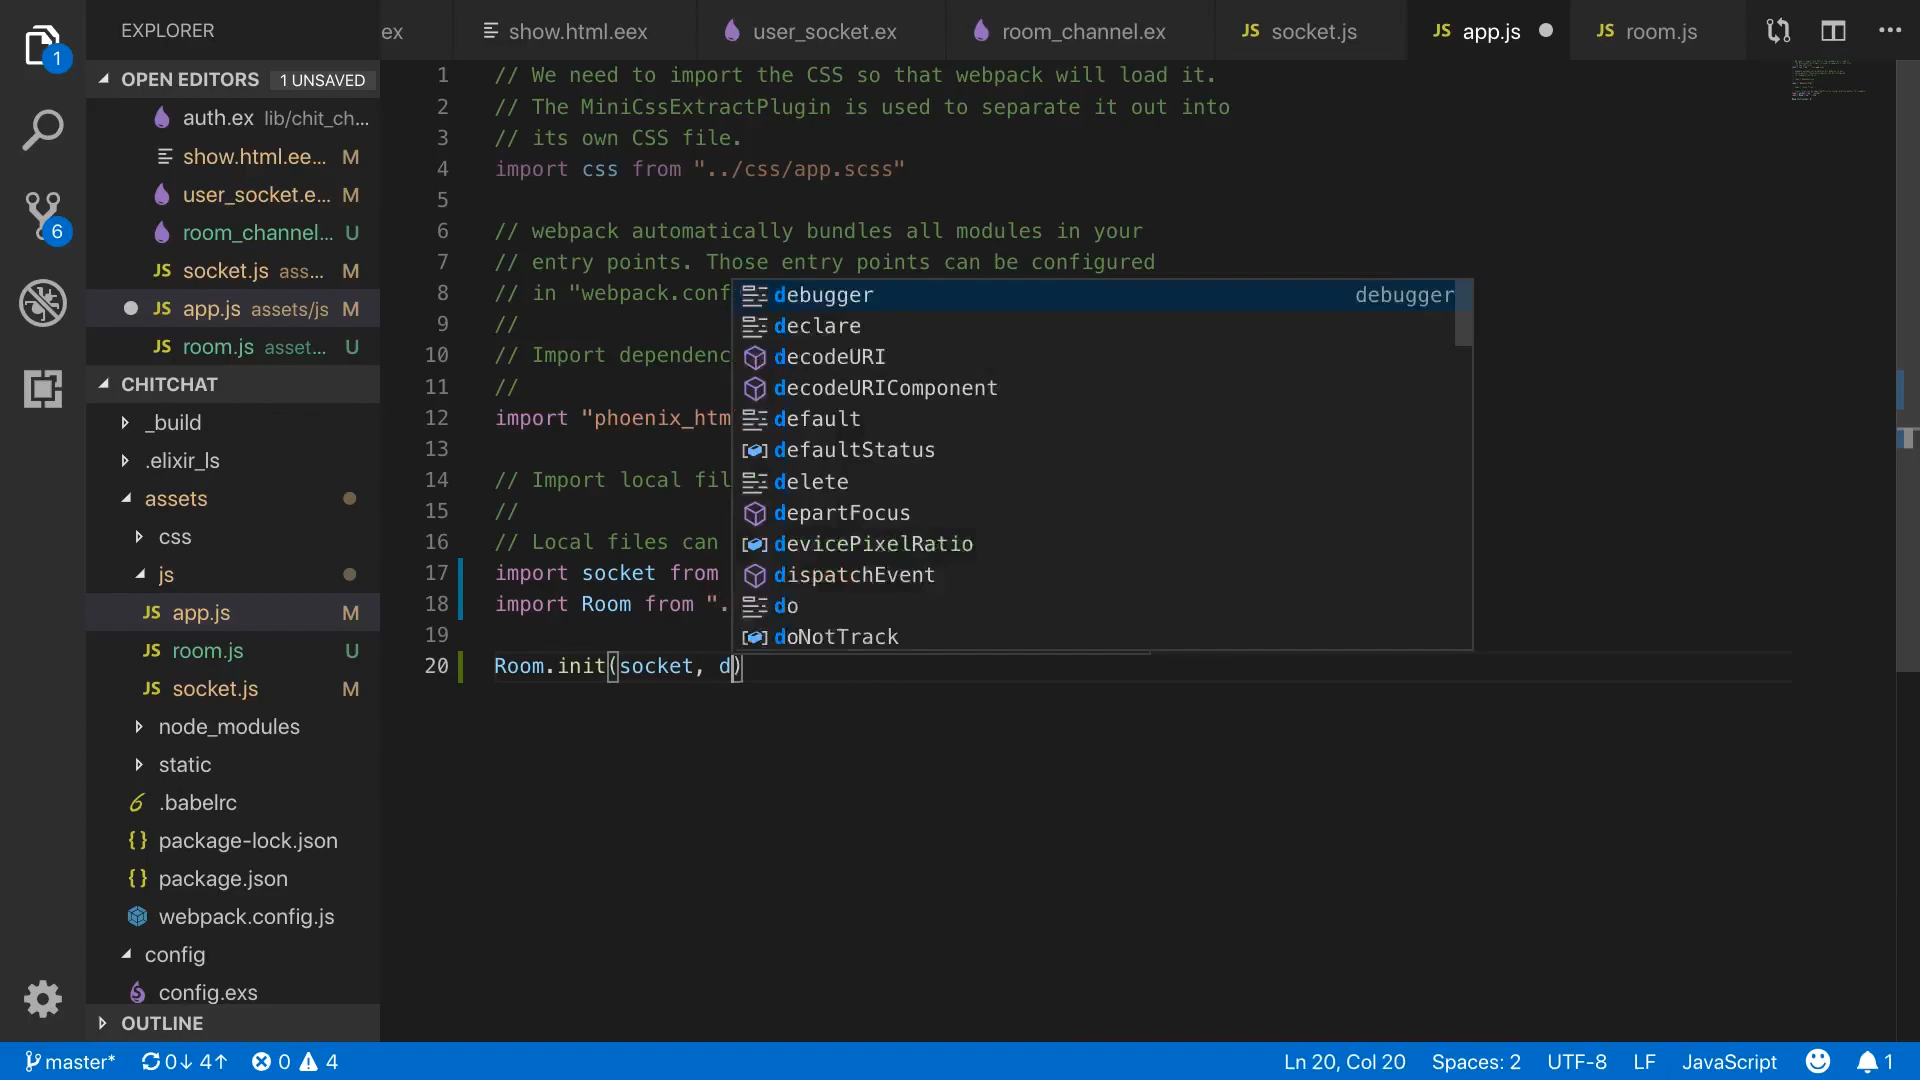 EXPLORER
ex
show.html.eex
user_socket.ex
room_channel.ex
JS socket.js
JS app.js
JS room.js
1
OPEN EDITORS 1 UNSAVED
auth.ex lib/chit_ch...
show.html.ee... M
user_socket.e... M
room_channel... U
JS socket.js ass... M
JS app.js assets/js M
JS room.js asset... U
6
CHITCHAT
_build
.elixir_ls
assets
css
js
JS app.js M
JS room.js U
JS socket.js M
node_modules
static
.babelrc
{} package-lock.json
{} package.json
webpack.config.js
config
config.exs
OUTLINE
1 // We need to import the CSS so that webpack will load it.
2 // The MiniCssExtractPlugin is used to separate it out into
3 // its own CSS file.
4 import css from "../css/app.scss"
5
6 // webpack automatically bundles all modules in your
7 // entry points. Those entry points can be configured
8 // in "webpack.conf
9 //
10 // Import dependenc
11 //
12 import "phoenix_htm
13
14 // Import local fil
15 //
16 // Local files can
17 import socket from
18 import Room from ".
19
20 Room.init(socket, d)
debugger debugger
declare
decodeURI
decodeURIComponent
default
defaultStatus
delete
departFocus
devicePixelRatio
dispatchEvent
do
doNotTrack
master* 0↓ 4↑ 0 4
Ln 20, Col 20 Spaces: 2 UTF-8 LF JavaScript 1